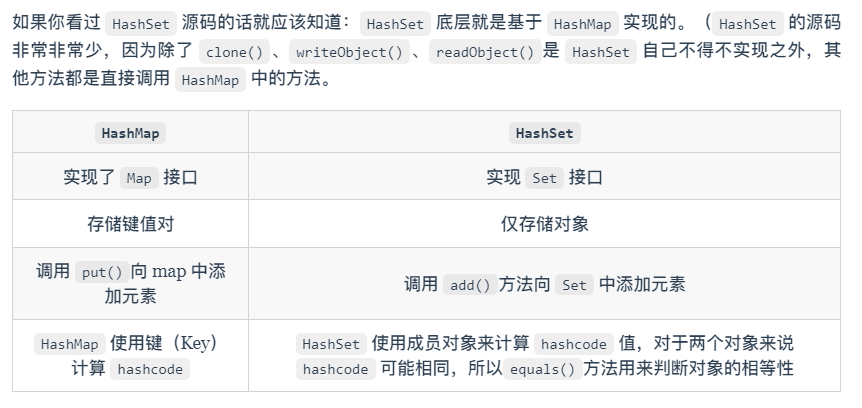 如果你看过 HashSet 源码的话就应该知道：HashSet 底层就是基于 HashMap 实现的。（HashSet 的源码
非常非常少，因为除了 clone() 、writeObject() 、readObject()是 HashSet 自己不得不实现之外，其
他方法都是直接调用 HashMap 中的方法。
HashMap HashSet
实现了 Map 接口 实现 Set 接口
存储键值对 仅存储对象
调用 put()向 map 中添
加元素
调用 add()方法向 Set 中添加元素
HashMap 使用键（Key）
计算 hashcode
HashSet 使用成员对象来计算 hashcode 值，对于两个对象来说
hashcode 可能相同，所以equals()方法用来判断对象的相等性